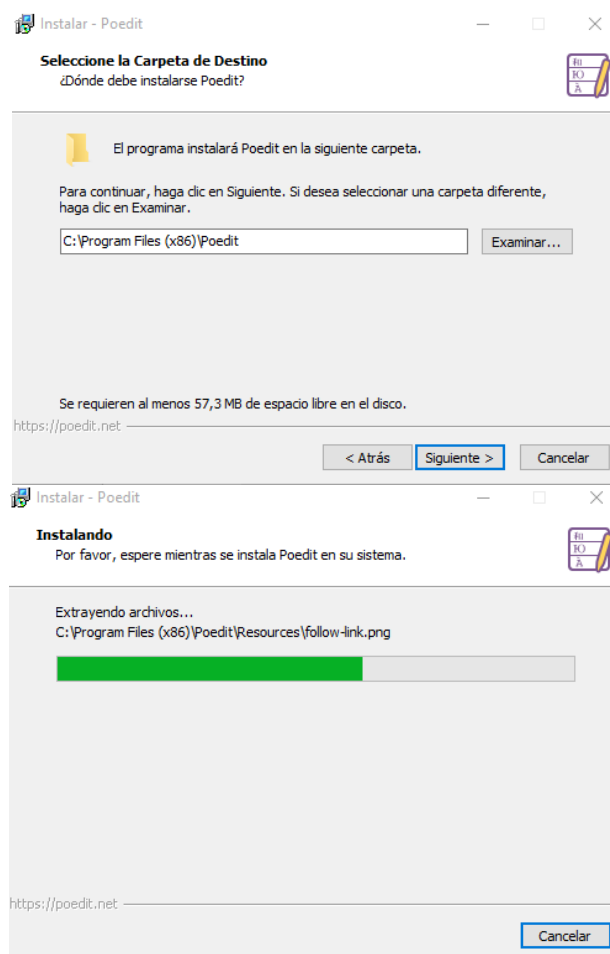 Instalar - Poedit
Seleccione la Carpeta de Destino
¿Dónde debe instalarse Poedit?
El programa instalará Poedit en la siguiente carpeta.
Para continuar, haga clic en Siguiente. Si desea seleccionar una carpeta diferente,
haga clic en Examinar.
C:\Program Files (x86)\Poedit
Examinar...
Se requieren al menos 57,3 MB de espacio libre en el disco.
https://poedit.net
< Atrás
Siguiente >
Cancelar
Instalar - Poedit
Instalando
Por favor, espere mientras se instala Poedit en su sistema.
Extrayendo archivos...
C:\Program Files (x86)\Poedit\Resources\follow-link.png
https://poedit.net
Cancelar